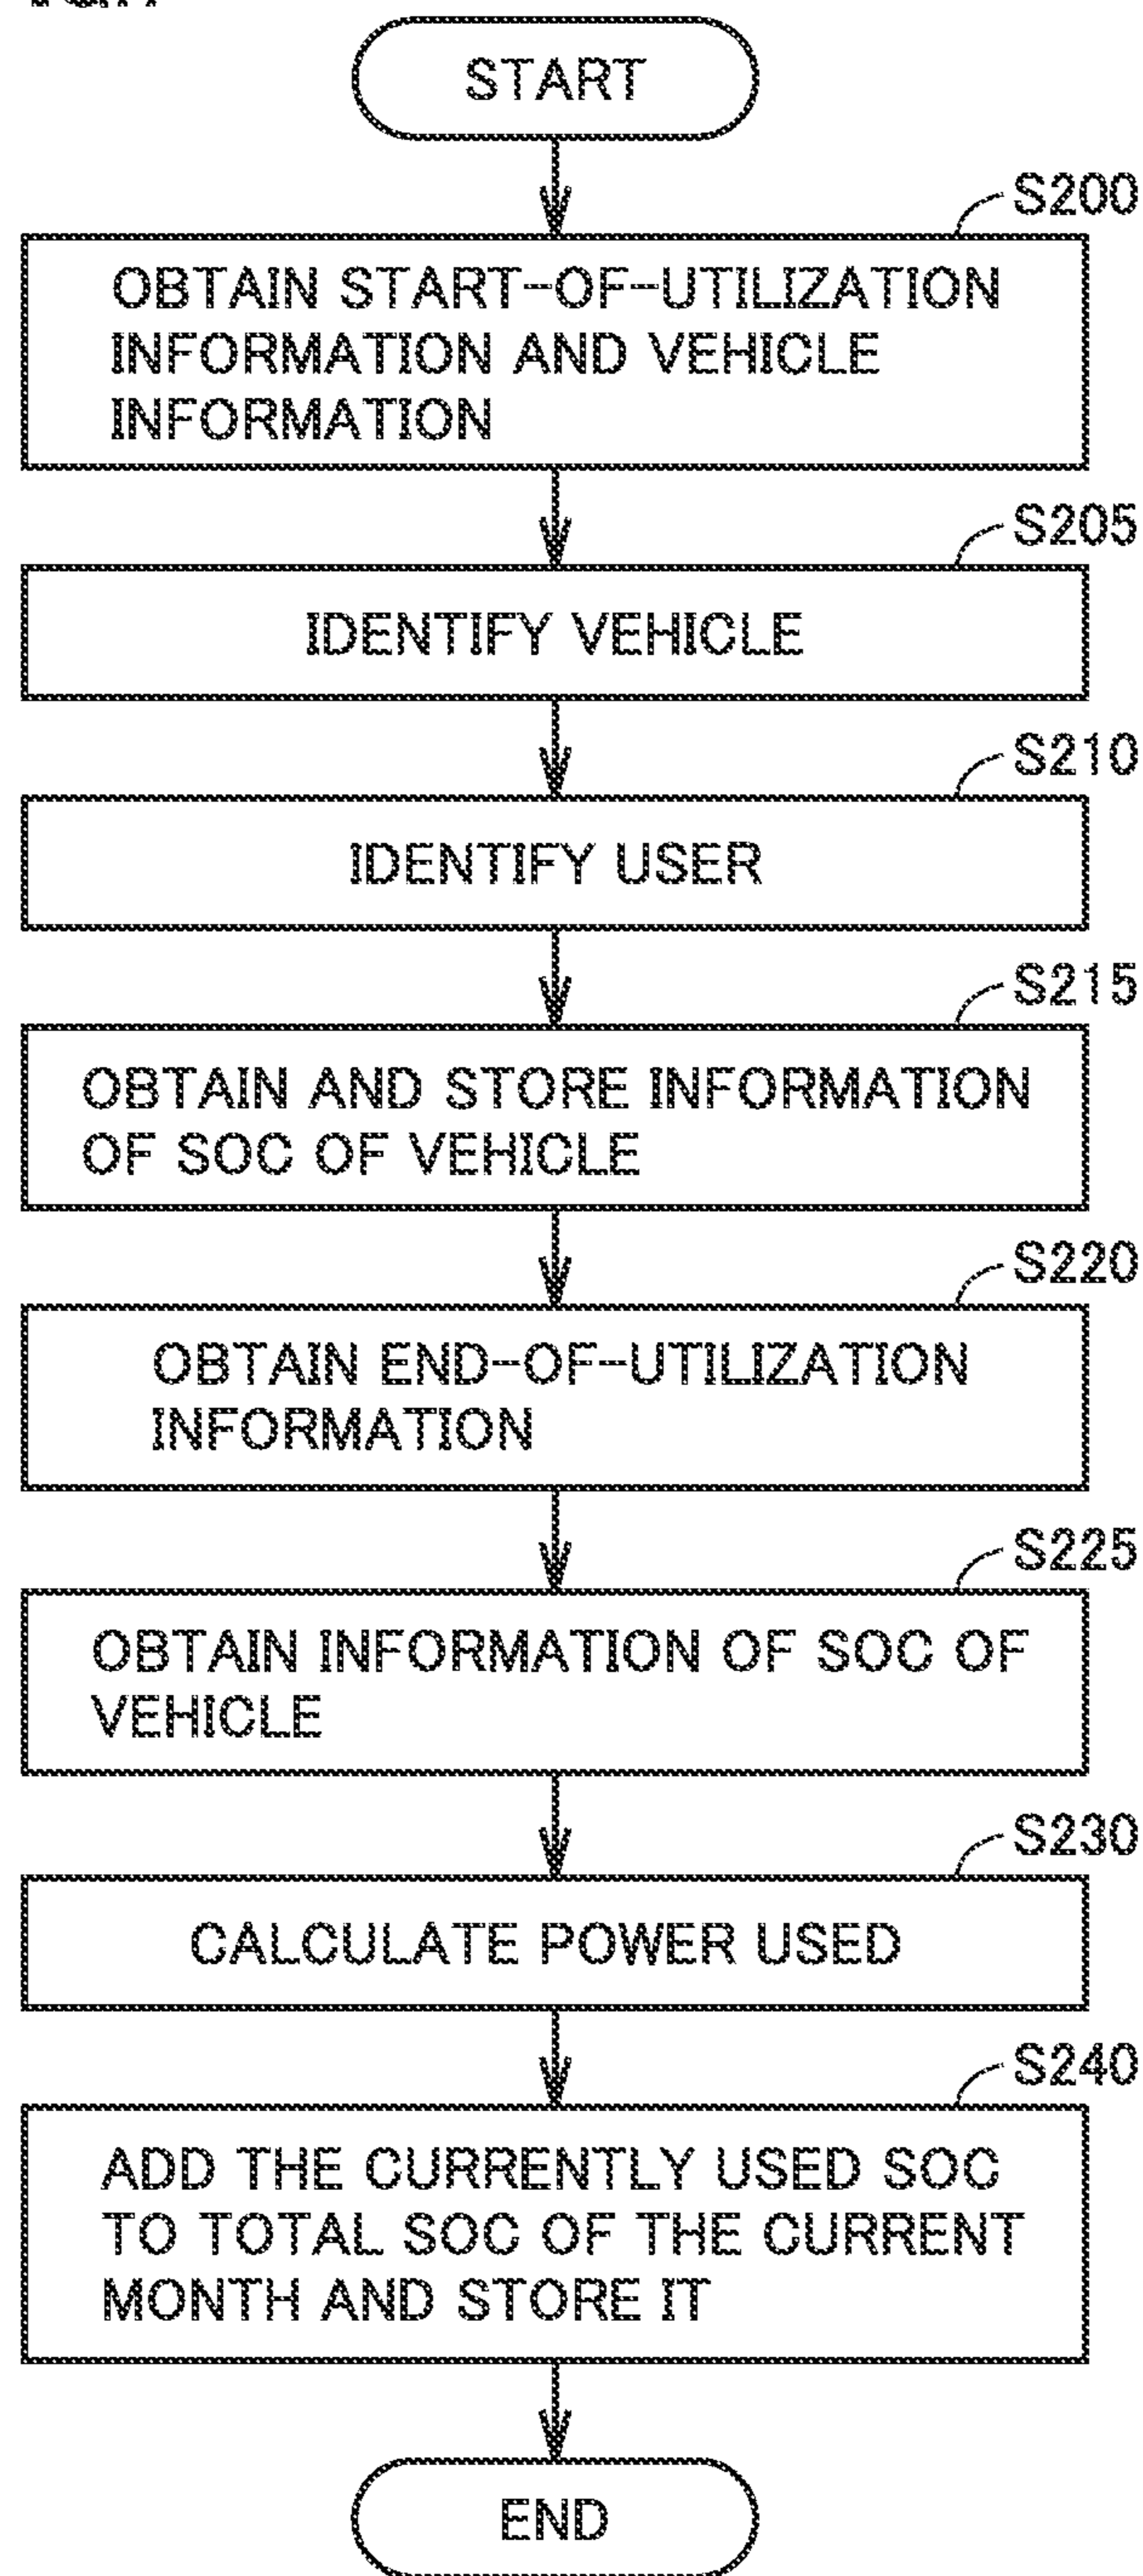 START
S200
OBTAIN START-OF-UTILIZATION
INFORMATION AND VEHICLE
INFORMATION
S205
IDENTIFY VEHICLE
S210
IDENTIFY USER
S215
OBTAIN AND STORE INFORMATION
OF SOC OF VEHICLE
S220
OBTAIN END-OF-UTILIZATION
INFORMATION
S225
OBTAIN INFORMATION OF SOC OF
VEHICLE
S230
CALCULATE POWER USED
S240
ADD THE CURRENTLY USED SOC
TO TOTAL SOC OF THE CURRENT
MONTH AND STORE IT
END